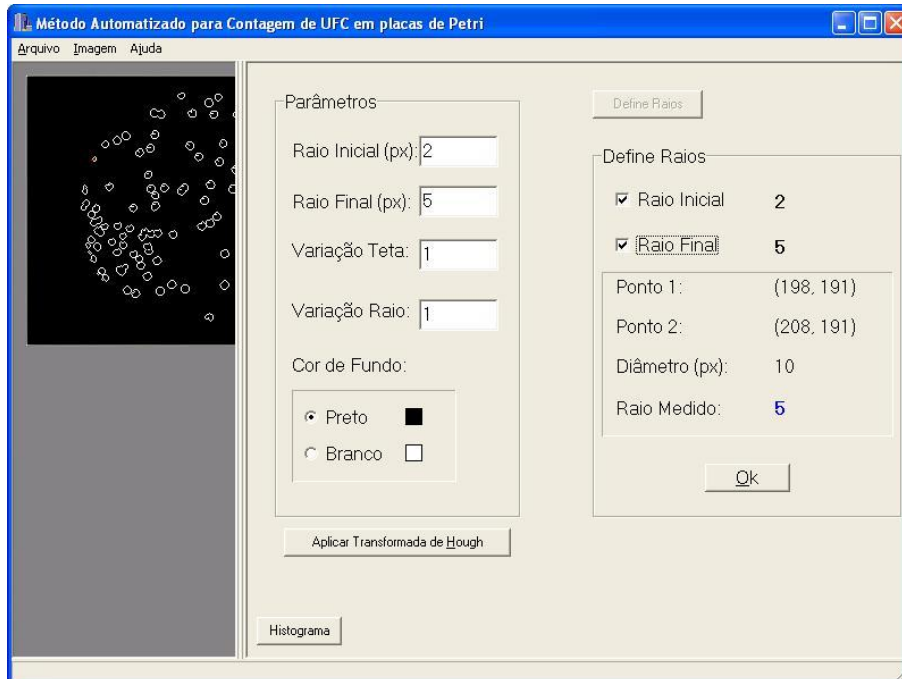 Método Automatizado para Contagem de UFC em placas de Petri
Arquivo Imagem Ajuda
Parâmetros
Raio Inicial (px): 2
Raio Final (px): 5
Variação Teta: 1
Variação Raio: 1
Cor de Fundo:
Preto
Branco
Aplicar Transformada de Hough
Histograma
Define Raios
Define Raios
Raio Inicial 2
Raio Final 5
Ponto 1: (198, 191)
Ponto 2: (208, 191)
Diâmetro (px): 10
Raio Medido: 5
Ok